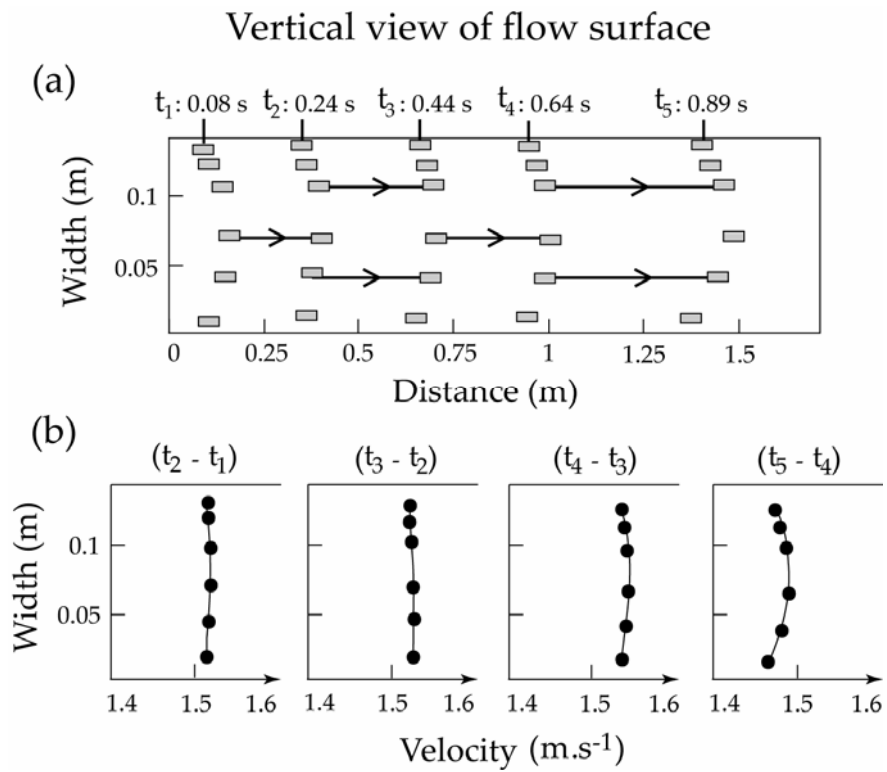 Vertical view of flow surface
(a)
t₁: 0.08 s t₂: 0.24 s t₃: 0.44 s t₄: 0.64 s t₅: 0.89 s
Width (m)
0.1
0.05
0 0.25 0.5 0.75 1 1.25 1.5
Distance (m)
(b)
(t₂ - t₁) (t₃ - t₂) (t₄ - t₃) (t₅ - t₄)
Width (m)
0.1
0.05
1.4 1.5 1.6 1.4 1.5 1.6 1.4 1.5 1.6 1.4 1.5 1.6
Velocity (m.s⁻¹)